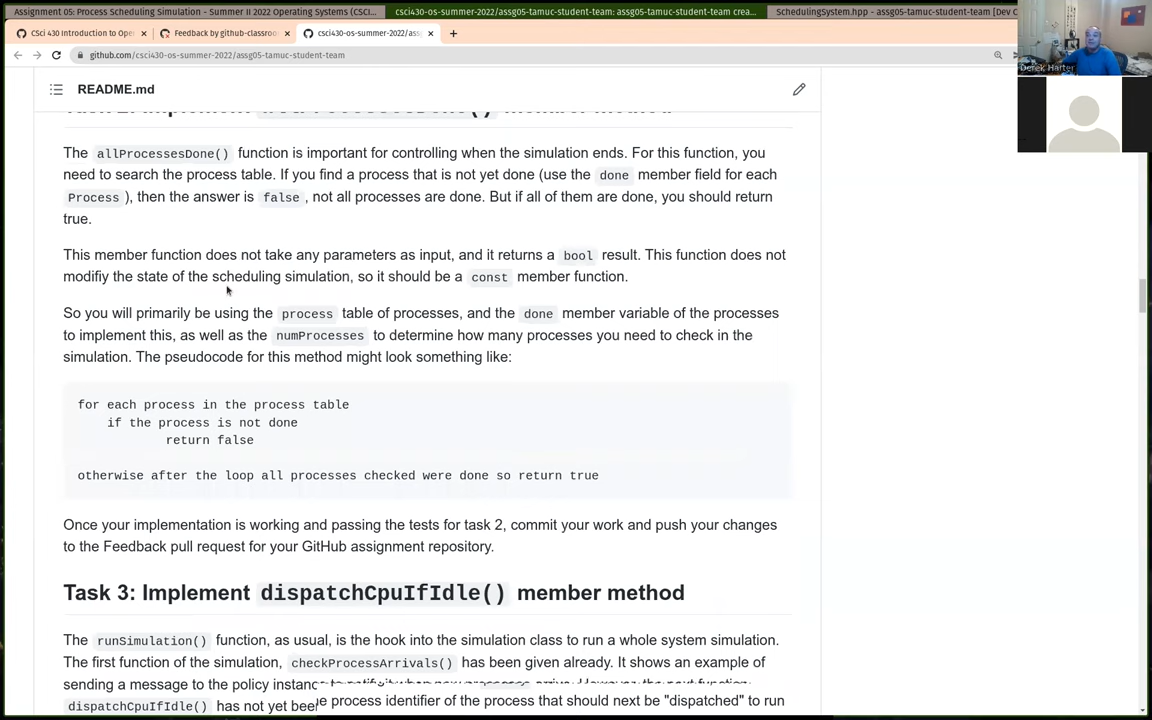 Assignment 05: Process Scheduling Simulation - Summer II 2022 Operating Systems (CSCI...
csci430-os-summer-2022/assg05-tamuc-student-team: assg05-tamuc-student-team crea...
SchedulingSystem.hpp - assg05-tamuc-student-team [Dev C
CSci 430 Introduction to Ope
Feedback by github-classroo
csci430-os-summer-2022/as
github.com/csci430-os-summer-2022/assg05-tamuc-student-team
Derek Harter
README.md
The allProcessesDone() function is important for controlling when the simulation ends. For this function, you
need to search the process table. If you find a process that is not yet done (use the done member field for each
Process ), then the answer is false , not all processes are done. But if all of them are done, you should return
true.
This member function does not take any parameters as input, and it returns a bool result. This function does not
modifiy the state of the scheduling simulation, so it should be a const member function.
So you will primarily be using the process table of processes, and the done member variable of the processes
to implement this, as well as the numProcesses to determine how many processes you need to check in the
simulation. The pseudocode for this method might look something like:
for each process in the process table
if the process is not done
return false
otherwise after the loop all processes checked were done so return true
Once your implementation is working and passing the tests for task 2, commit your work and push your changes
to the Feedback pull request for your GitHub assignment repository.
Task 3: Implement dispatchCpuIfIdle() member method
The runSimulation() function, as usual, is the hook into the simulation class to run a whole system simulation.
The first function of the simulation, checkProcessArrivals() has been given already. It shows an example of
sending a message to the policy instanc
dispatchCpuIfIdle() has not yet beer
e process identifier of the process that should next be "dispatched" to run